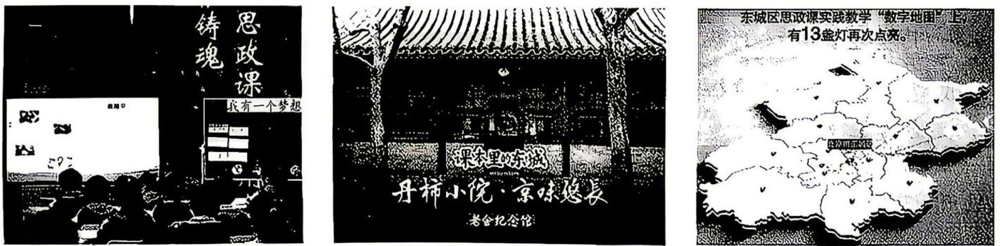 思政课
铸魂
我有一个梦想
课本里的东城
丹柿小院·京味悠長
老舍纪念馆
东城区思政课实践教学“数字地图”上,
有13盏灯再次点亮。